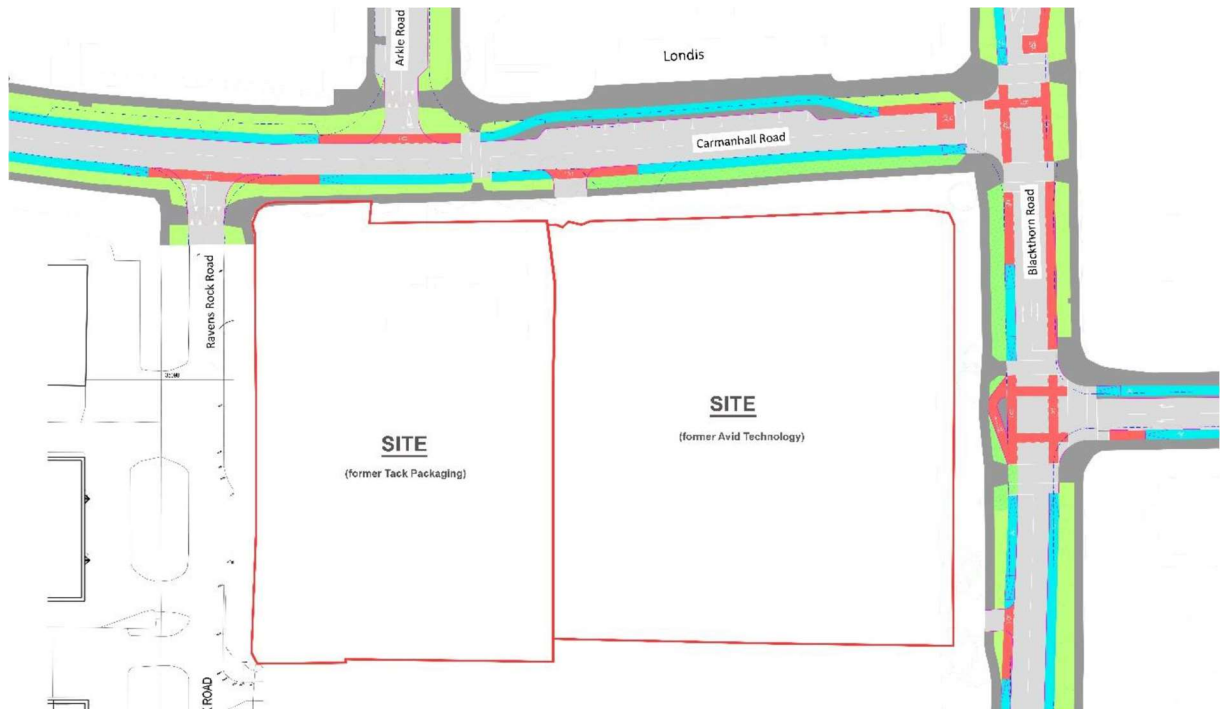 Arkle Road
Londis
Carmanhall Road
Blackthorn Road
Ravens Rock Road
SITE
(former Avid Technology)
SITE
(former Tack Packaging)
ROAD